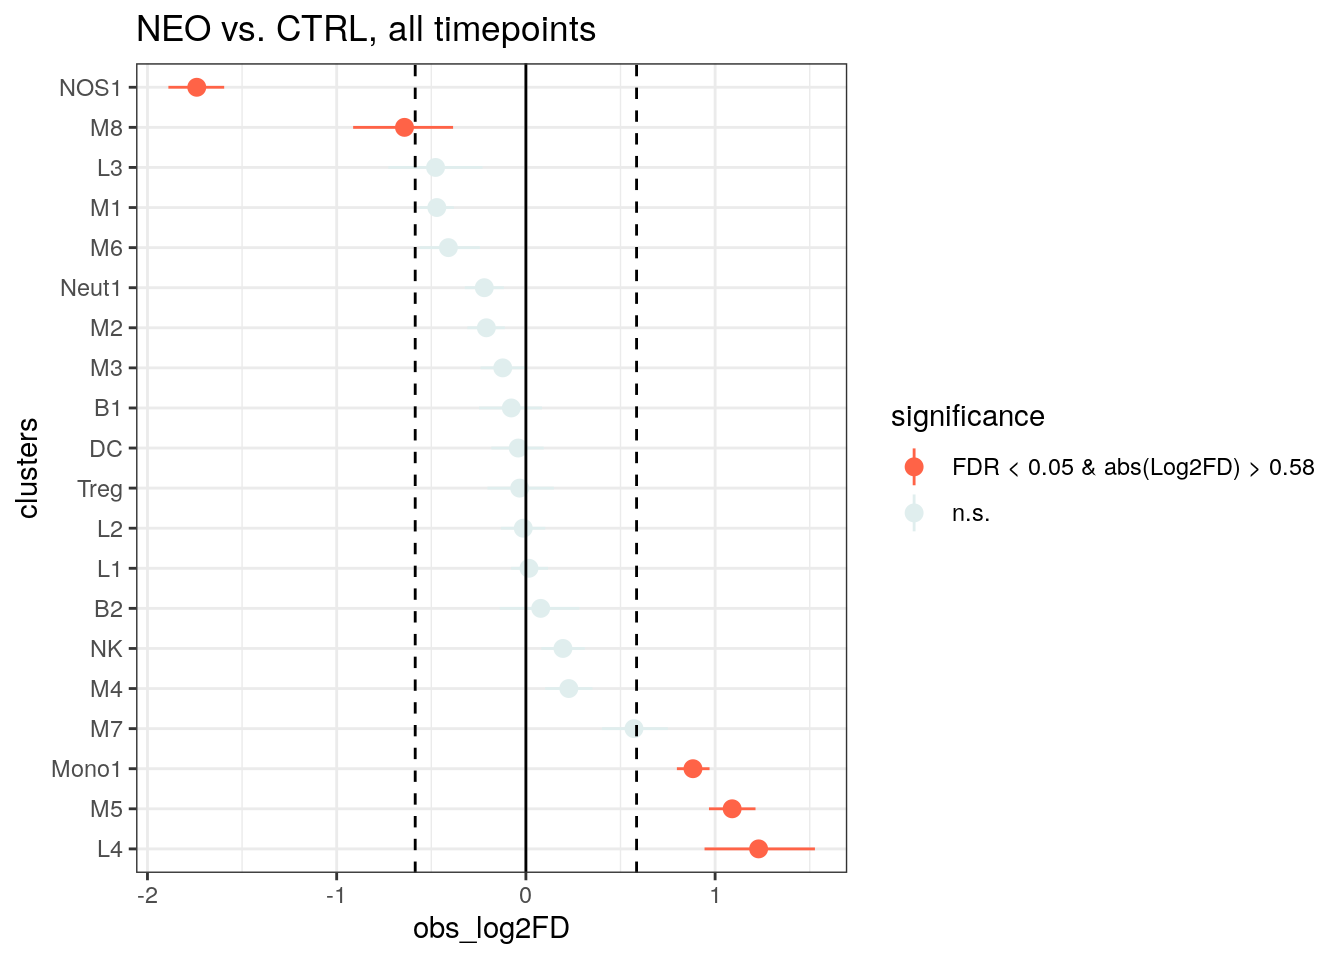 NEO vs. CTRL, all timepoints
NOS1
M8
L3
M1
M6
Neut1
M2
M3
B1
DC
Treg
L2
L1
B2
NK
M4
M7
Mono1
M5
L4
clusters
-2
-1
0
1
obs_log2FD
significance
FDR < 0.05 & abs(Log2FD) > 0.58
n.s.